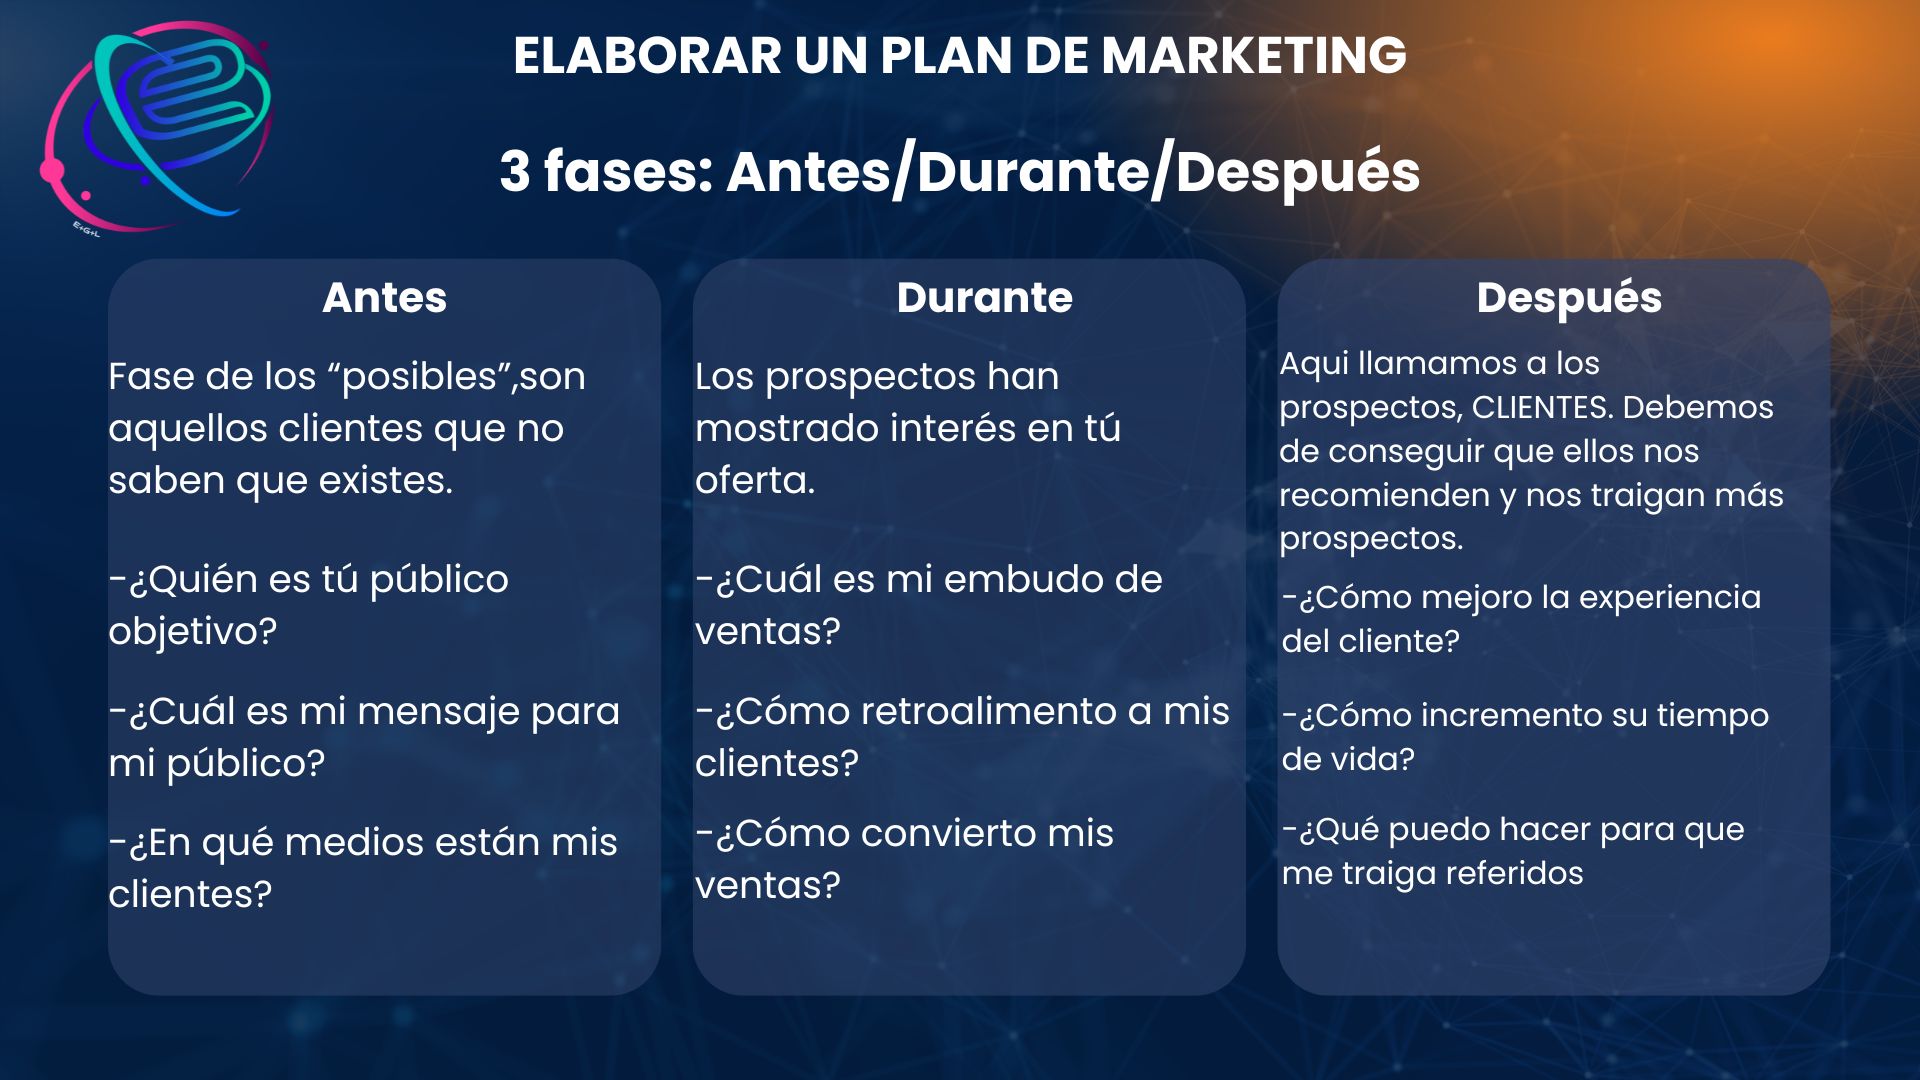 E+G+L
ELABORAR UN PLAN DE MARKETING
3 fases: Antes/Durante/Después
Antes
Fase de los “posibles”,son
aquellos clientes que no
saben que existes.
-¿Quién es tú público
objetivo?
-¿Cuál es mi mensaje para
mi público?
-¿En qué medios están mis
clientes?
Durante
Los prospectos han
mostrado interés en tú
oferta.
-¿Cuál es mi embudo de
ventas?
-¿Cómo retroalimento a mis
clientes?
-¿Cómo convierto mis
ventas?
Después
Aqui llamamos a los
prospectos, CLIENTES. Debemos
de conseguir que ellos nos
recomienden y nos traigan más
prospectos.
-¿Cómo mejoro la experiencia
del cliente?
-¿Cómo incremento su tiempo
de vida?
-¿Qué puedo hacer para que
me traiga referidos